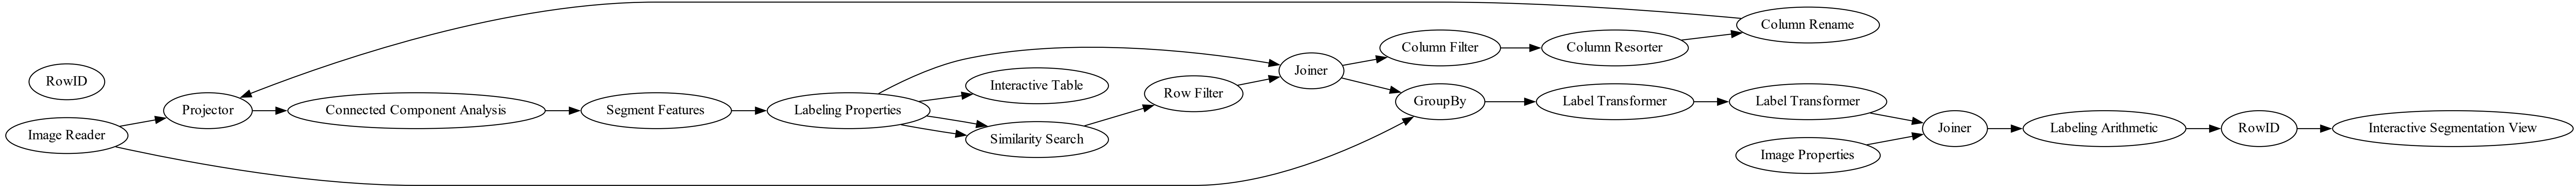 RowID
Image Reader
Projector
Connected Component Analysis
Segment Features
Labeling Properties
Interactive Table
Similarity Search
Row Filter
Joiner
Column Filter
Column Resorter
Column Rename
GroupBy
Label Transformer
Label Transformer
Image Properties
Joiner
Labeling Arithmetic
RowID
Interactive Segmentation View